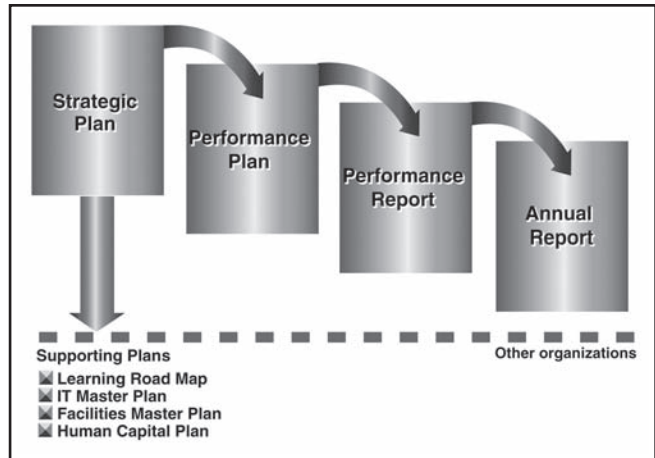 Strategic
Plan
Performance
Plan
Performance
Report
Annual
Report
Supporting Plans
Other organizations
Learning Road Map
IT Master Plan
Facilities Master Plan
Human Capital Plan